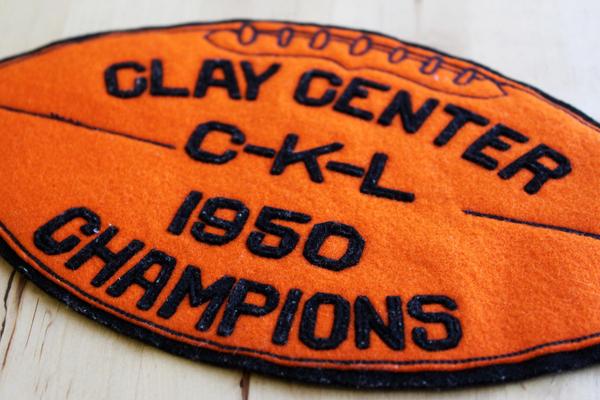 CLAY CENTER
C-K-L
1950
CHAMPIONS